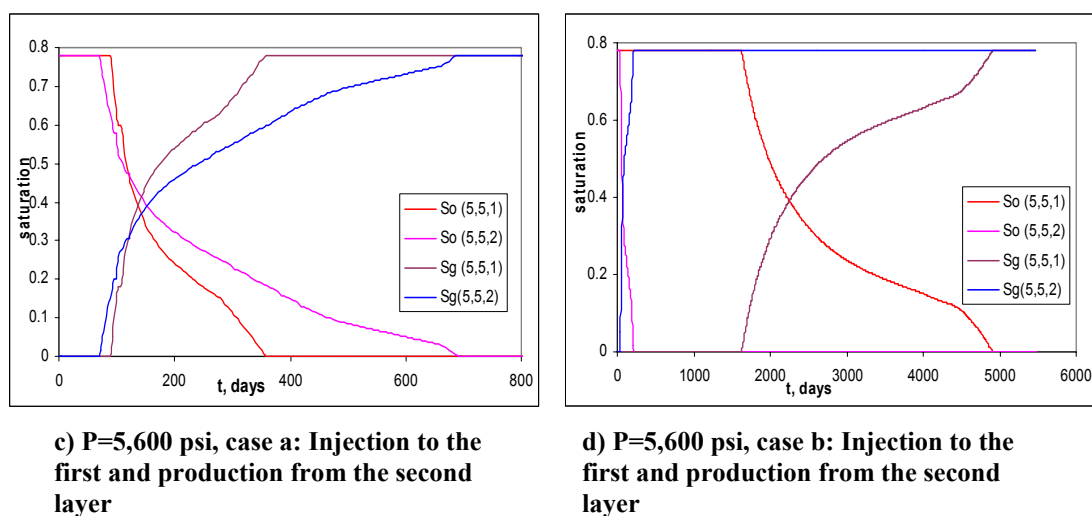 0.8
0.7
0.6
0.5
0.4
0.3
0.2
0.1
0
saturation
0 200 400 600 800
t, days
So (5,5,1)
So (5,5,2)
Sg (5,5,1)
Sg(5,5,2)
c) P=5,600 psi, case a: Injection to the
first and production from the second
layer
0.8
0.6
0.4
0.2
0
saturation
0 1000 2000 3000 4000 5000 6000
t, days
So (5,5,1)
So (5,5,2)
Sg (5,5,1)
Sg(5,5,2)
d) P=5,600 psi, case b: Injection to the
first and production from the second
layer